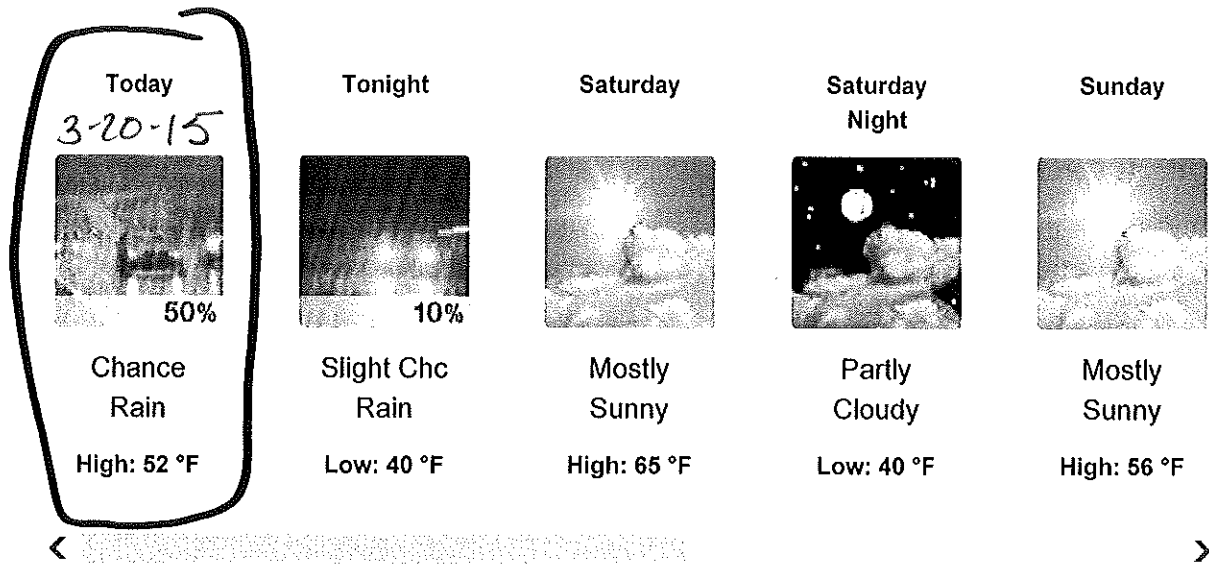 Today
3-20-15
50%
Chance
Rain
High: 52 °F
Tonight
10%
Slight Chc
Rain
Low: 40 °F
Saturday
Mostly
Sunny
High: 65 °F
Saturday
Night
Partly
Cloudy
Low: 40 °F
Sunday
Mostly
Sunny
High: 56 °F